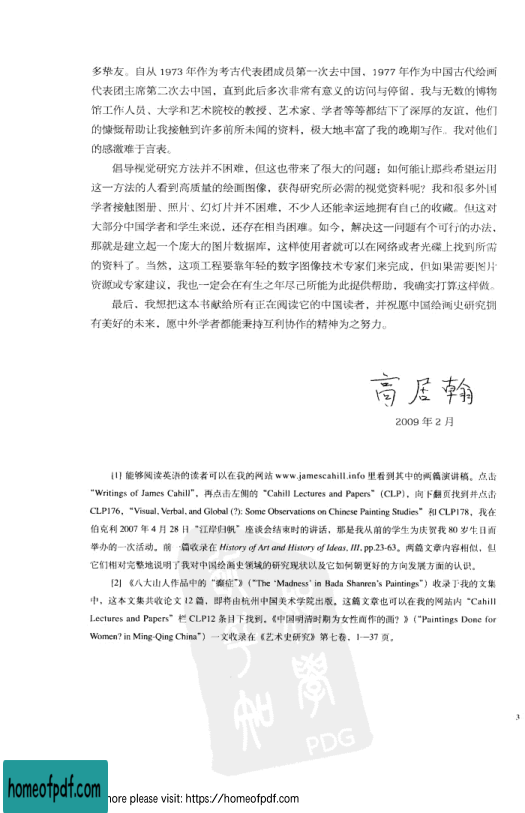 多挚友。自从 1973 年作为考古代表团成员第一次去中国，1977 年作为中国古代绘画
代表团主席第二次去中国，直到此后多次非常有意义的访问与停留，我与无数的博物
馆工作人员、大学和艺术院校的教授、艺术家、学者等等都结下了深厚的友谊，他们
的慷慨帮助让我接触到许多前所未闻的资料，极大地丰富了我的晚期写作。我对他们
的感激难于言表。
倡导视觉研究方法并不困难，但这也带来了很大的问题：如何能让那些希望运用
这一方法的人看到高质量的绘画图像，获得研究所必需的视觉资料呢？我和很多外国
学者接触图册、照片、幻灯片并不困难，不少人还能幸运地拥有自己的收藏。但这对
大部分中国学者和学生来说，还存在相当困难。如今，解决这一问题有个可行的办法，
那就是建立起一个庞大的图片数据库，这样使用者就可以在网络或者光碟上找到所需
的资料了。当然，这项工程要靠年轻的数字图像技术专家们来完成，但如果需要图片
资源或专家建议，我也一定会在有生之年尽己所能为此提供帮助，我确实打算这样做。
最后，我想把这本书献给所有正在阅读它的中国读者，并祝愿中国绘画史研究拥
有美好的未来，愿中外学者都能秉持互利协作的精神为之努力。
高居翰
2009 年 2 月
[1] 能够阅读英语的读者可以在我的网站 www.jamescahill.info 里看到其中的两篇演讲稿。点击
“Writings of James Cahill”，再点击左侧的 “Cahill Lectures and Papers” (CLP)，向下翻页找到并点击
CLP176，“Visual, Verbal, and Global (?): Some Observations on Chinese Painting Studies” 和 CLP178，我在
伯克利 2007 年 4 月 28 日 “江岸归帆” 座谈会结束时的讲话，那是我从前的学生为庆贺我 80 岁生日而
举办的一次活动。前一篇收录在 History of Art and History of Ideas, III, pp.23-63。两篇文章内容相似，但
它们相对完整地说明了我对中国绘画史领域的研究现状以及它如何朝更好的方向发展方面的认识。
[2] 《八大山人作品中的 “癫症”》(“The ‘Madness’ in Bada Shanren's Paintings”) 收录于我的文集
中，这本文集共收论文 12 篇，即将由杭州中国美术学院出版。这篇文章也可以在我的网站内 “Cahill
Lectures and Papers” 栏 CLP12 条目下找到。《中国明清时期为女性而作的画？》(“Paintings Done for
Women? in Ming-Qing China”) 一文收录在《艺术史研究》第七卷，1—37 页。
PDG
3
homeofpdf.com
more please visit: https://homeofpdf.com